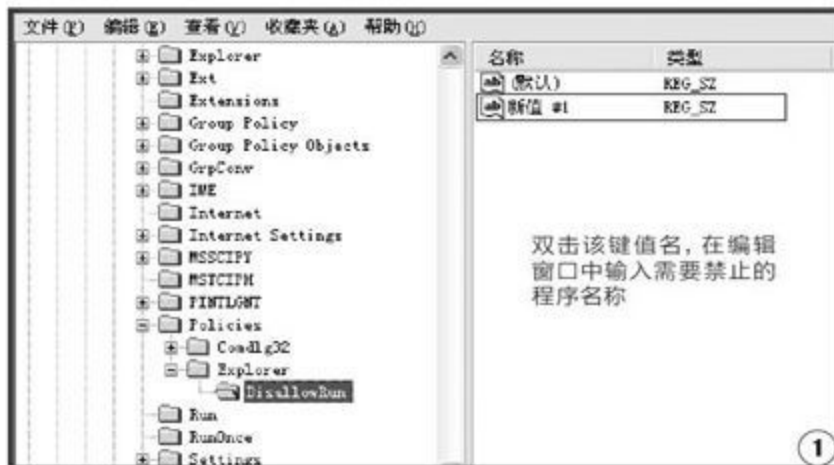 文件(F) 编辑(E) 查看(V) 收藏夹(A) 帮助(H)
Explorer
Ext
Extensions
Group Policy
Group Policy Objects
GrpConv
IME
Internet
Internet Settings
MSSCIPY
MSTCIPH
PINTLGNT
Policies
Comdlg32
Explorer
DisallowRun
Run
RunOnce
Settings
名称 类型
(默认) REG_SZ
新值 #1 REG_SZ
双击该键值名,在编辑
窗口中输入需要禁止的
程序名称
1